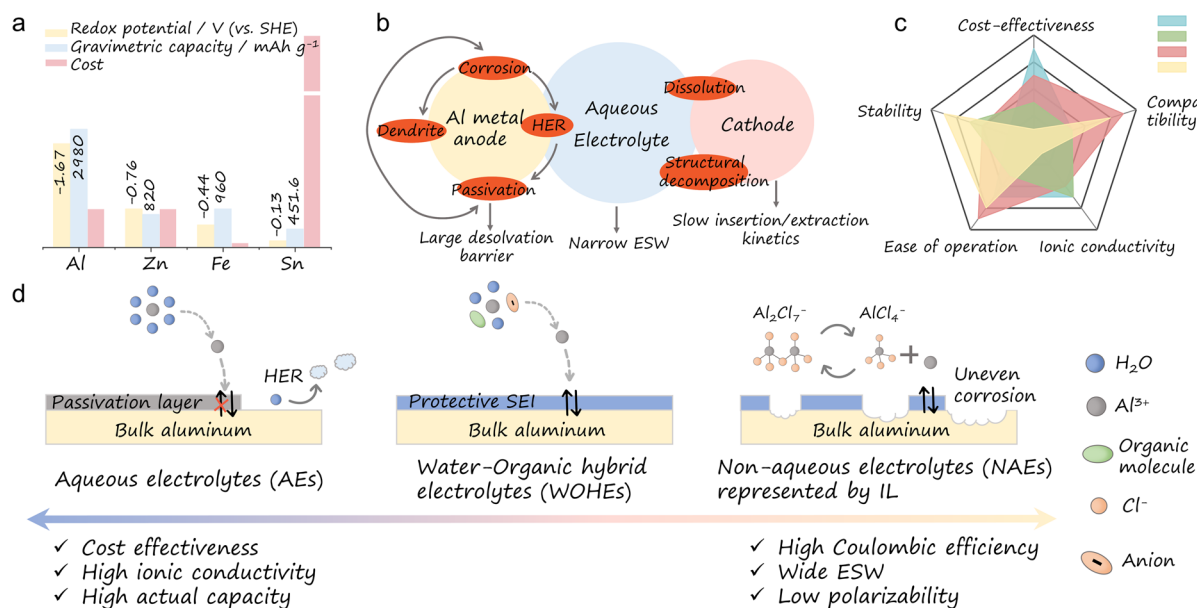 a
Redox potential / V (vs. SHE)
Gravimetric capacity / mAh g⁻¹
Cost
-1.67
2980
-0.76
820
-0.44
960
-0.13
451.6
Al
Zn
Fe
Sn
b
Corrosion
Dendrite
Al metal
anode
HER
Passivation
Aqueous
Electrolyte
Dissolution
Cathode
Structural
decomposition
Large desolvation
barrier
Narrow ESW
Slow insertion/extraction
kinetics
c
Cost-effectiveness
Stability
Compa
tibility
Ease of operation
Ionic conductivity
d
HER
Passivation layer
Bulk aluminum
Aqueous electrolytes (AEs)
Protective SEI
Bulk aluminum
Water-Organic hybrid
electrolytes (WOHEs)
Al₂Cl₇⁻
AlCl₄⁻
+
Uneven
corrosion
Bulk aluminum
Non-aqueous electrolytes (NAEs)
represented by IL
H₂O
Al³⁺
Organic
molecule
Cl⁻
Anion
✓ Cost effectiveness
✓ High ionic conductivity
✓ High actual capacity
✓ High Coulombic efficiency
✓ Wide ESW
✓ Low polarizability